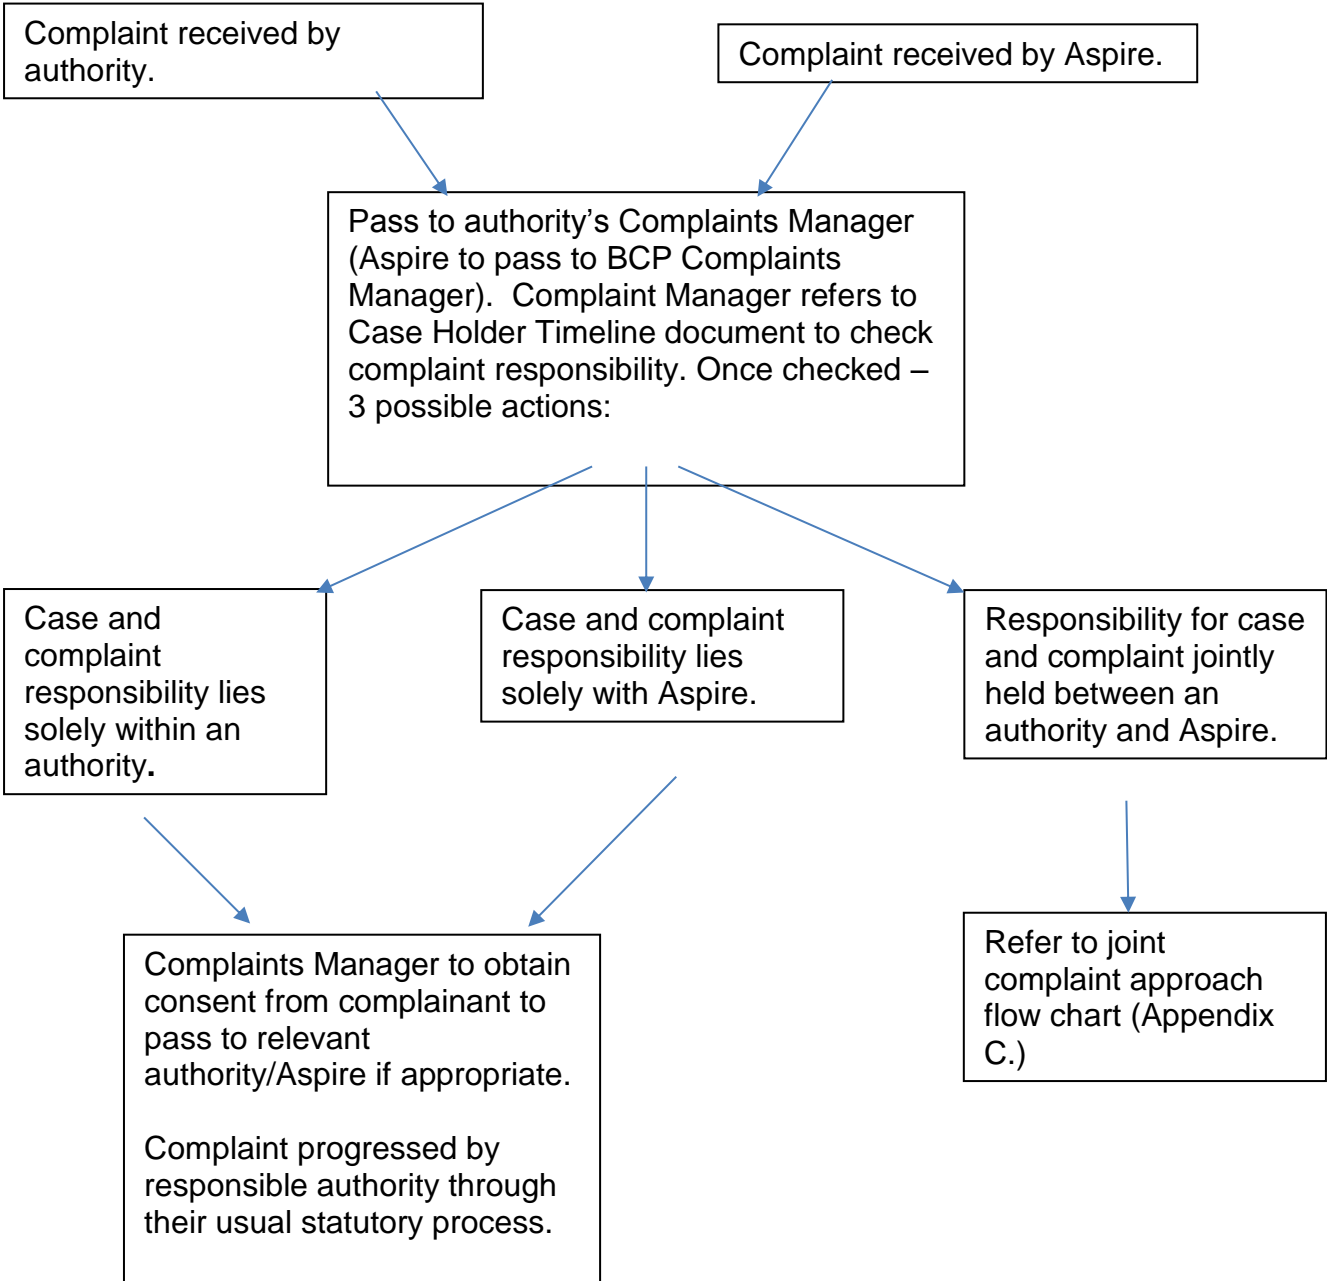 Complaint received by
authority.
Complaint received by Aspire.
Pass to authority’s Complaints Manager
(Aspire to pass to BCP Complaints
Manager).  Complaint Manager refers to
Case Holder Timeline document to check
complaint responsibility. Once checked –
3 possible actions:
Case and
complaint
responsibility lies
solely within an
authority.
Case and complaint
responsibility lies
solely with Aspire.
Responsibility for case
and complaint jointly
held between an
authority and Aspire.
Complaints Manager to obtain
consent from complainant to
pass to relevant
authority/Aspire if appropriate.
Complaint progressed by
responsible authority through
their usual statutory process.
Refer to joint
complaint approach
flow chart (Appendix
C.)